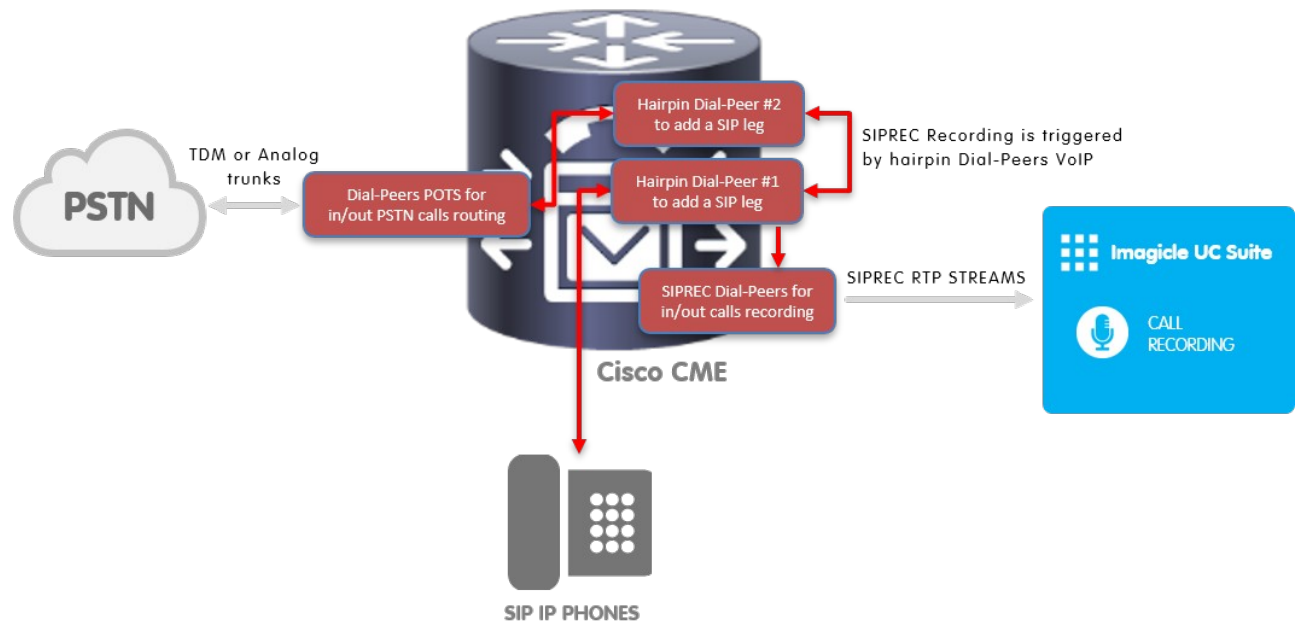 Hairpin Dial-Peer #2
to add a SIP leg
SIPREC Recording is triggered
by hairpin Dial-Peers VoIP
TDM or Analog
trunks
PSTN
Dial-Peers POTS for
in/out PSTN calls routing
Hairpin Dial-Peer #1
to add a SIP leg
SIPREC Dial-Peers for
in/out calls recording
SIPREC RTP STREAMS
Imagicle UC Suite
CALL
RECORDING
Cisco CME
SIP IP PHONES